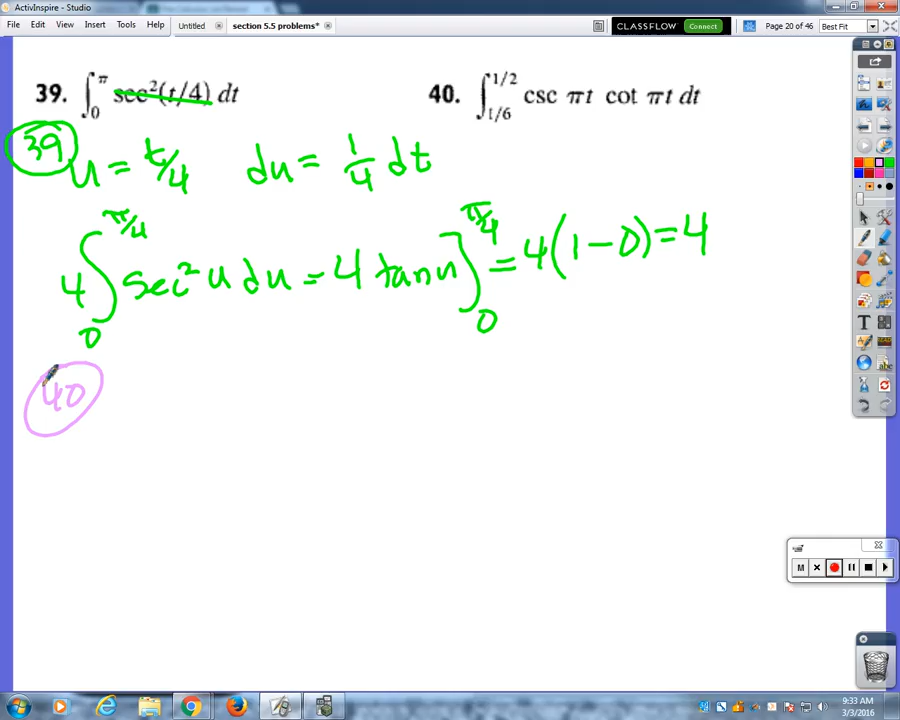 ActivInspire - Studio
File Edit View Insert Tools Help Untitled section 5.5 problems* CLASSFLOW Connect Page 20 of 46 Best Fit
39. ∫₀^π sec²(t/4) dt
40. ∫_{1/6}^{1/2} csc πt cot πt dt
39 u = t/4 du = 1/4 dt
4 ∫₀^{π/4} sec² u du = 4 tan u ]₀^{π/4} = 4(1 - 0) = 4
40
M
9:33 AM
3/3/2016